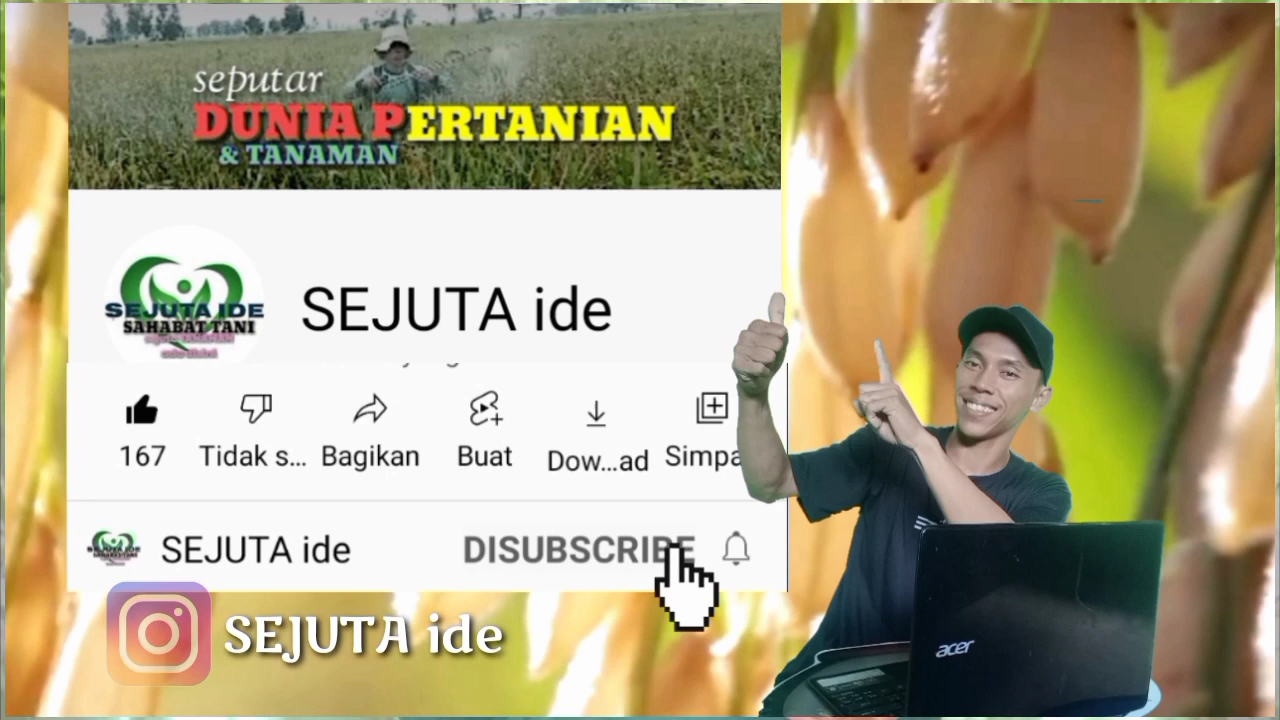 seputar
DUNIA PERTANIAN
& TANAMAN
SEJUTA IDE
SAHABAT TANI
SEJUTA ide
167 Tidak s... Bagikan Buat Dow...ad Simpa
SEJUTA ide DISUBSCRIBE
SEJUTA ide
acer